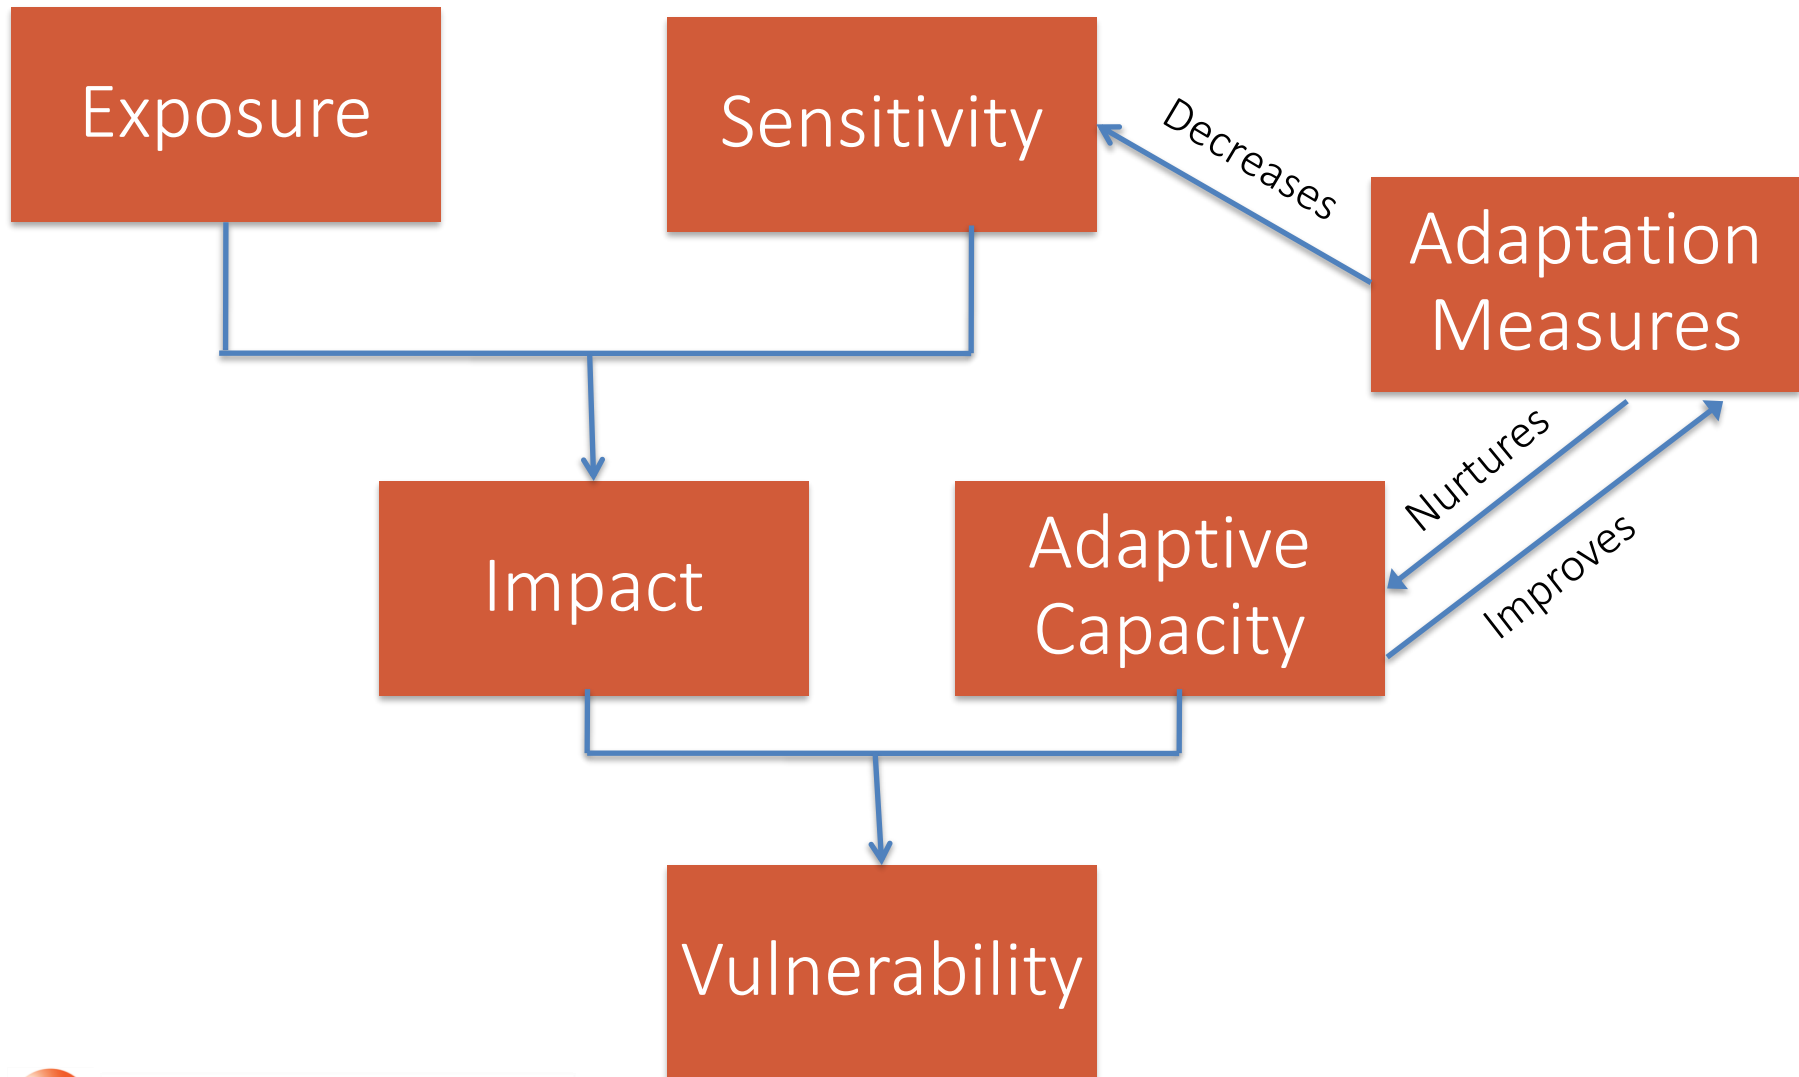 Exposure
Sensitivity
Decreases
Adaptation
Measures
Nurtures
Improves
Impact
Adaptive
Capacity
Vulnerability